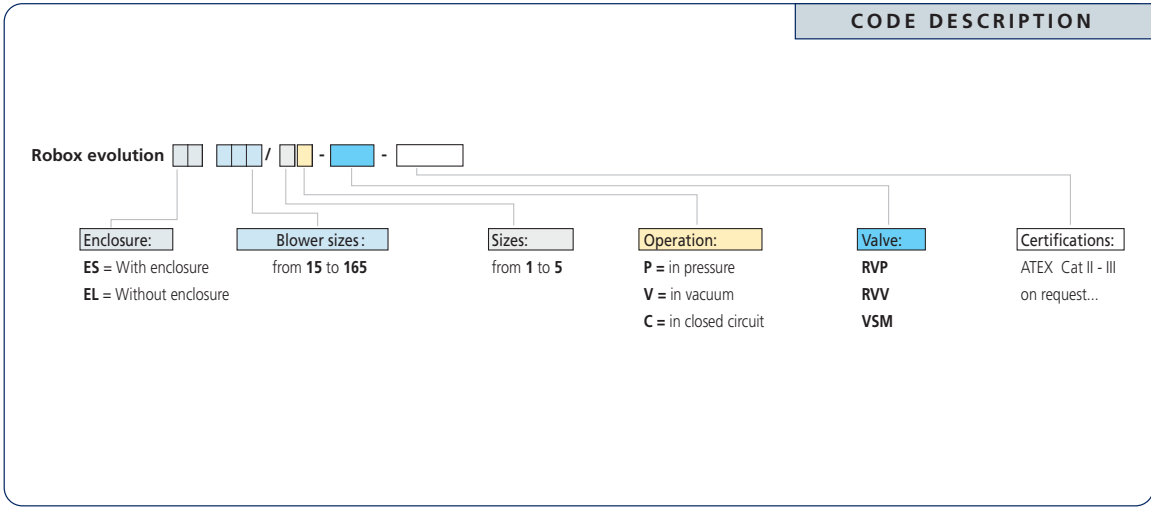 CODE DESCRIPTION
Robox evolution / - -
Enclosure:
ES = With enclosure
EL = Without enclosure
Blower sizes:
from 15 to 165
Sizes:
from 1 to 5
Operation:
P = in pressure
V = in vacuum
C = in closed circuit
Valve:
RVP
RVV
VSM
Certifications:
ATEX Cat II - III
on request...